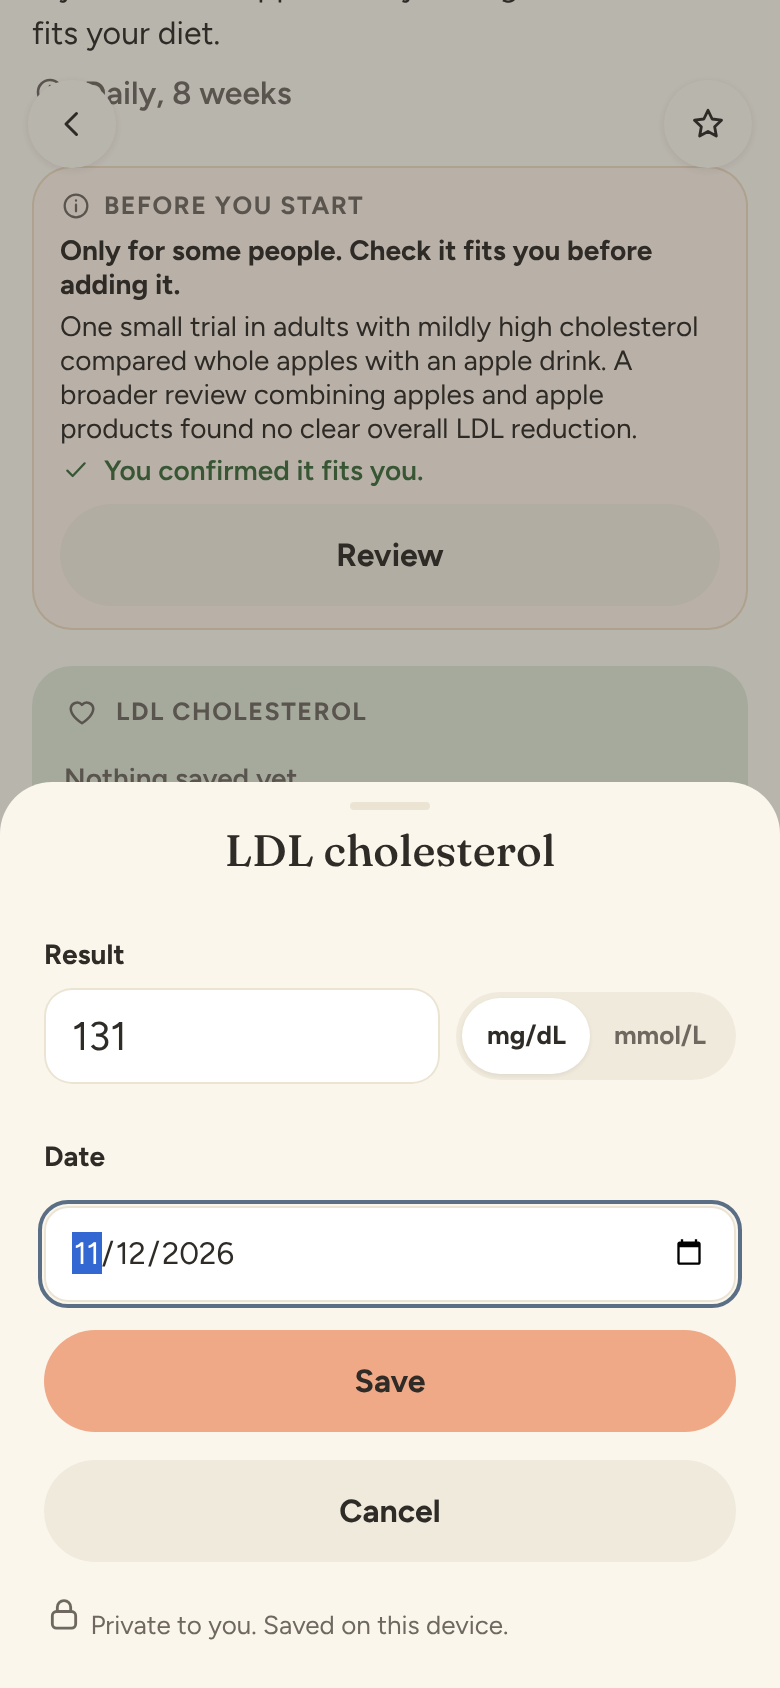 fits your diet.
Daily, 8 weeks
BEFORE YOU START
Only for some people. Check it fits you before
adding it.
One small trial in adults with mildly high cholesterol
compared whole apples with an apple drink. A
broader review combining apples and apple
products found no clear overall LDL reduction.
You confirmed it fits you.
Review
LDL CHOLESTEROL
Nothing saved yet
LDL cholesterol
Result
131
mg/dL
mmol/L
Date
11/12/2026
Save
Cancel
Private to you. Saved on this device.